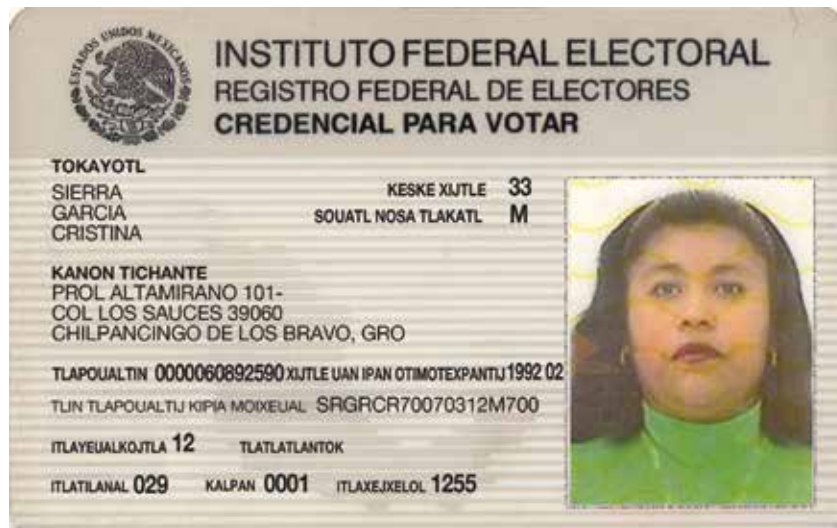 ESTADOS UNIDOS MEXICANOS
INSTITUTO FEDERAL ELECTORAL
REGISTRO FEDERAL DE ELECTORES
CREDENCIAL PARA VOTAR
TOKAYOTL
SIERRA
GARCIA
CRISTINA
KESKE XIJTLE 33
SOUATL NOSA TLAKATL M
KANON TICHANTE
PROL ALTAMIRANO 101-
COL LOS SAUCES 39060
CHILPANCINGO DE LOS BRAVO, GRO
TLAPOUALTIN 0000060892590 XIJTLE UAN IPAN OTIMOTEXPANTIJ 1992 02
TLIN TLAPOUALTIJ KIPIA MOIXEUAL SRGRCR70070312M700
ITLAYEUALKOJTLA 12 TLATLATLANTOK
ITLATILANAL 029 KALPAN 0001 ITLAXEJXELOL 1255